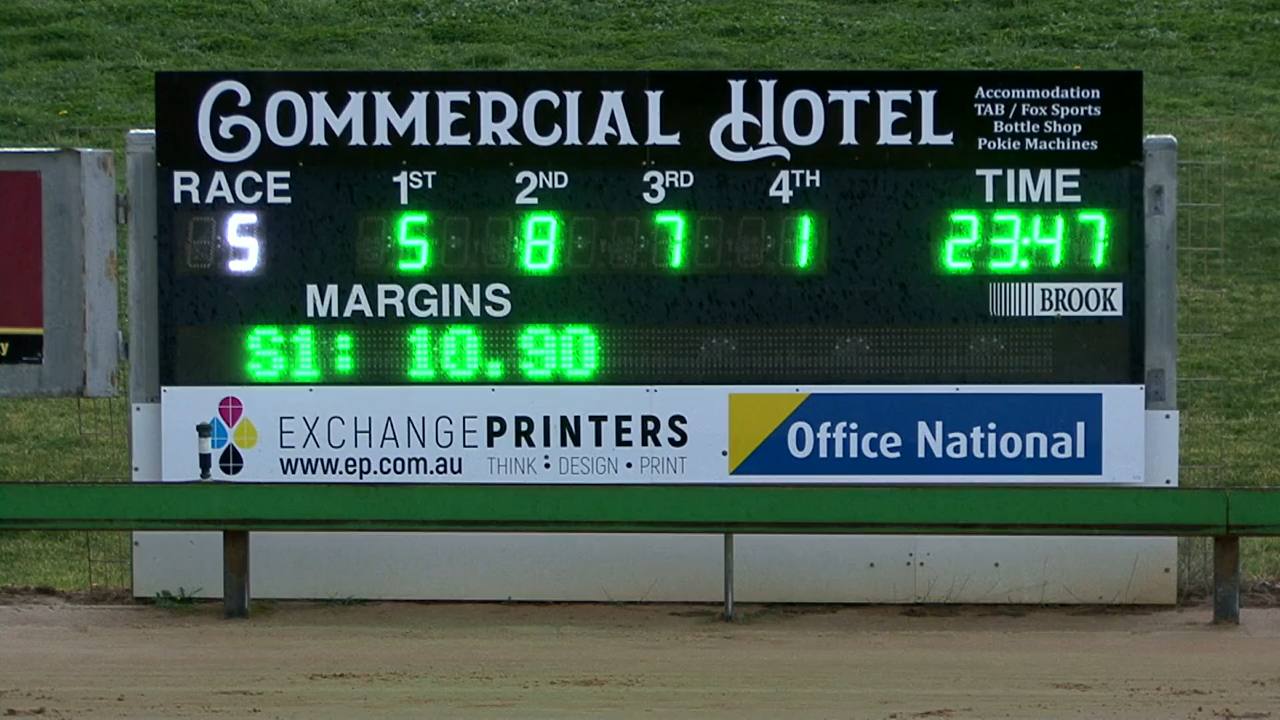 COMMERCIAL HOTEL
Accommodation
TAB / Fox Sports
Bottle Shop
Pokie Machines
RACE 1ST 2ND 3RD 4TH TIME
5 5 8 7 1 23:47
MARGINS
BROOK
S1: 10.90
EXCHANGEPRINTERS
www.ep.com.au THINK • DESIGN • PRINT
Office National
y